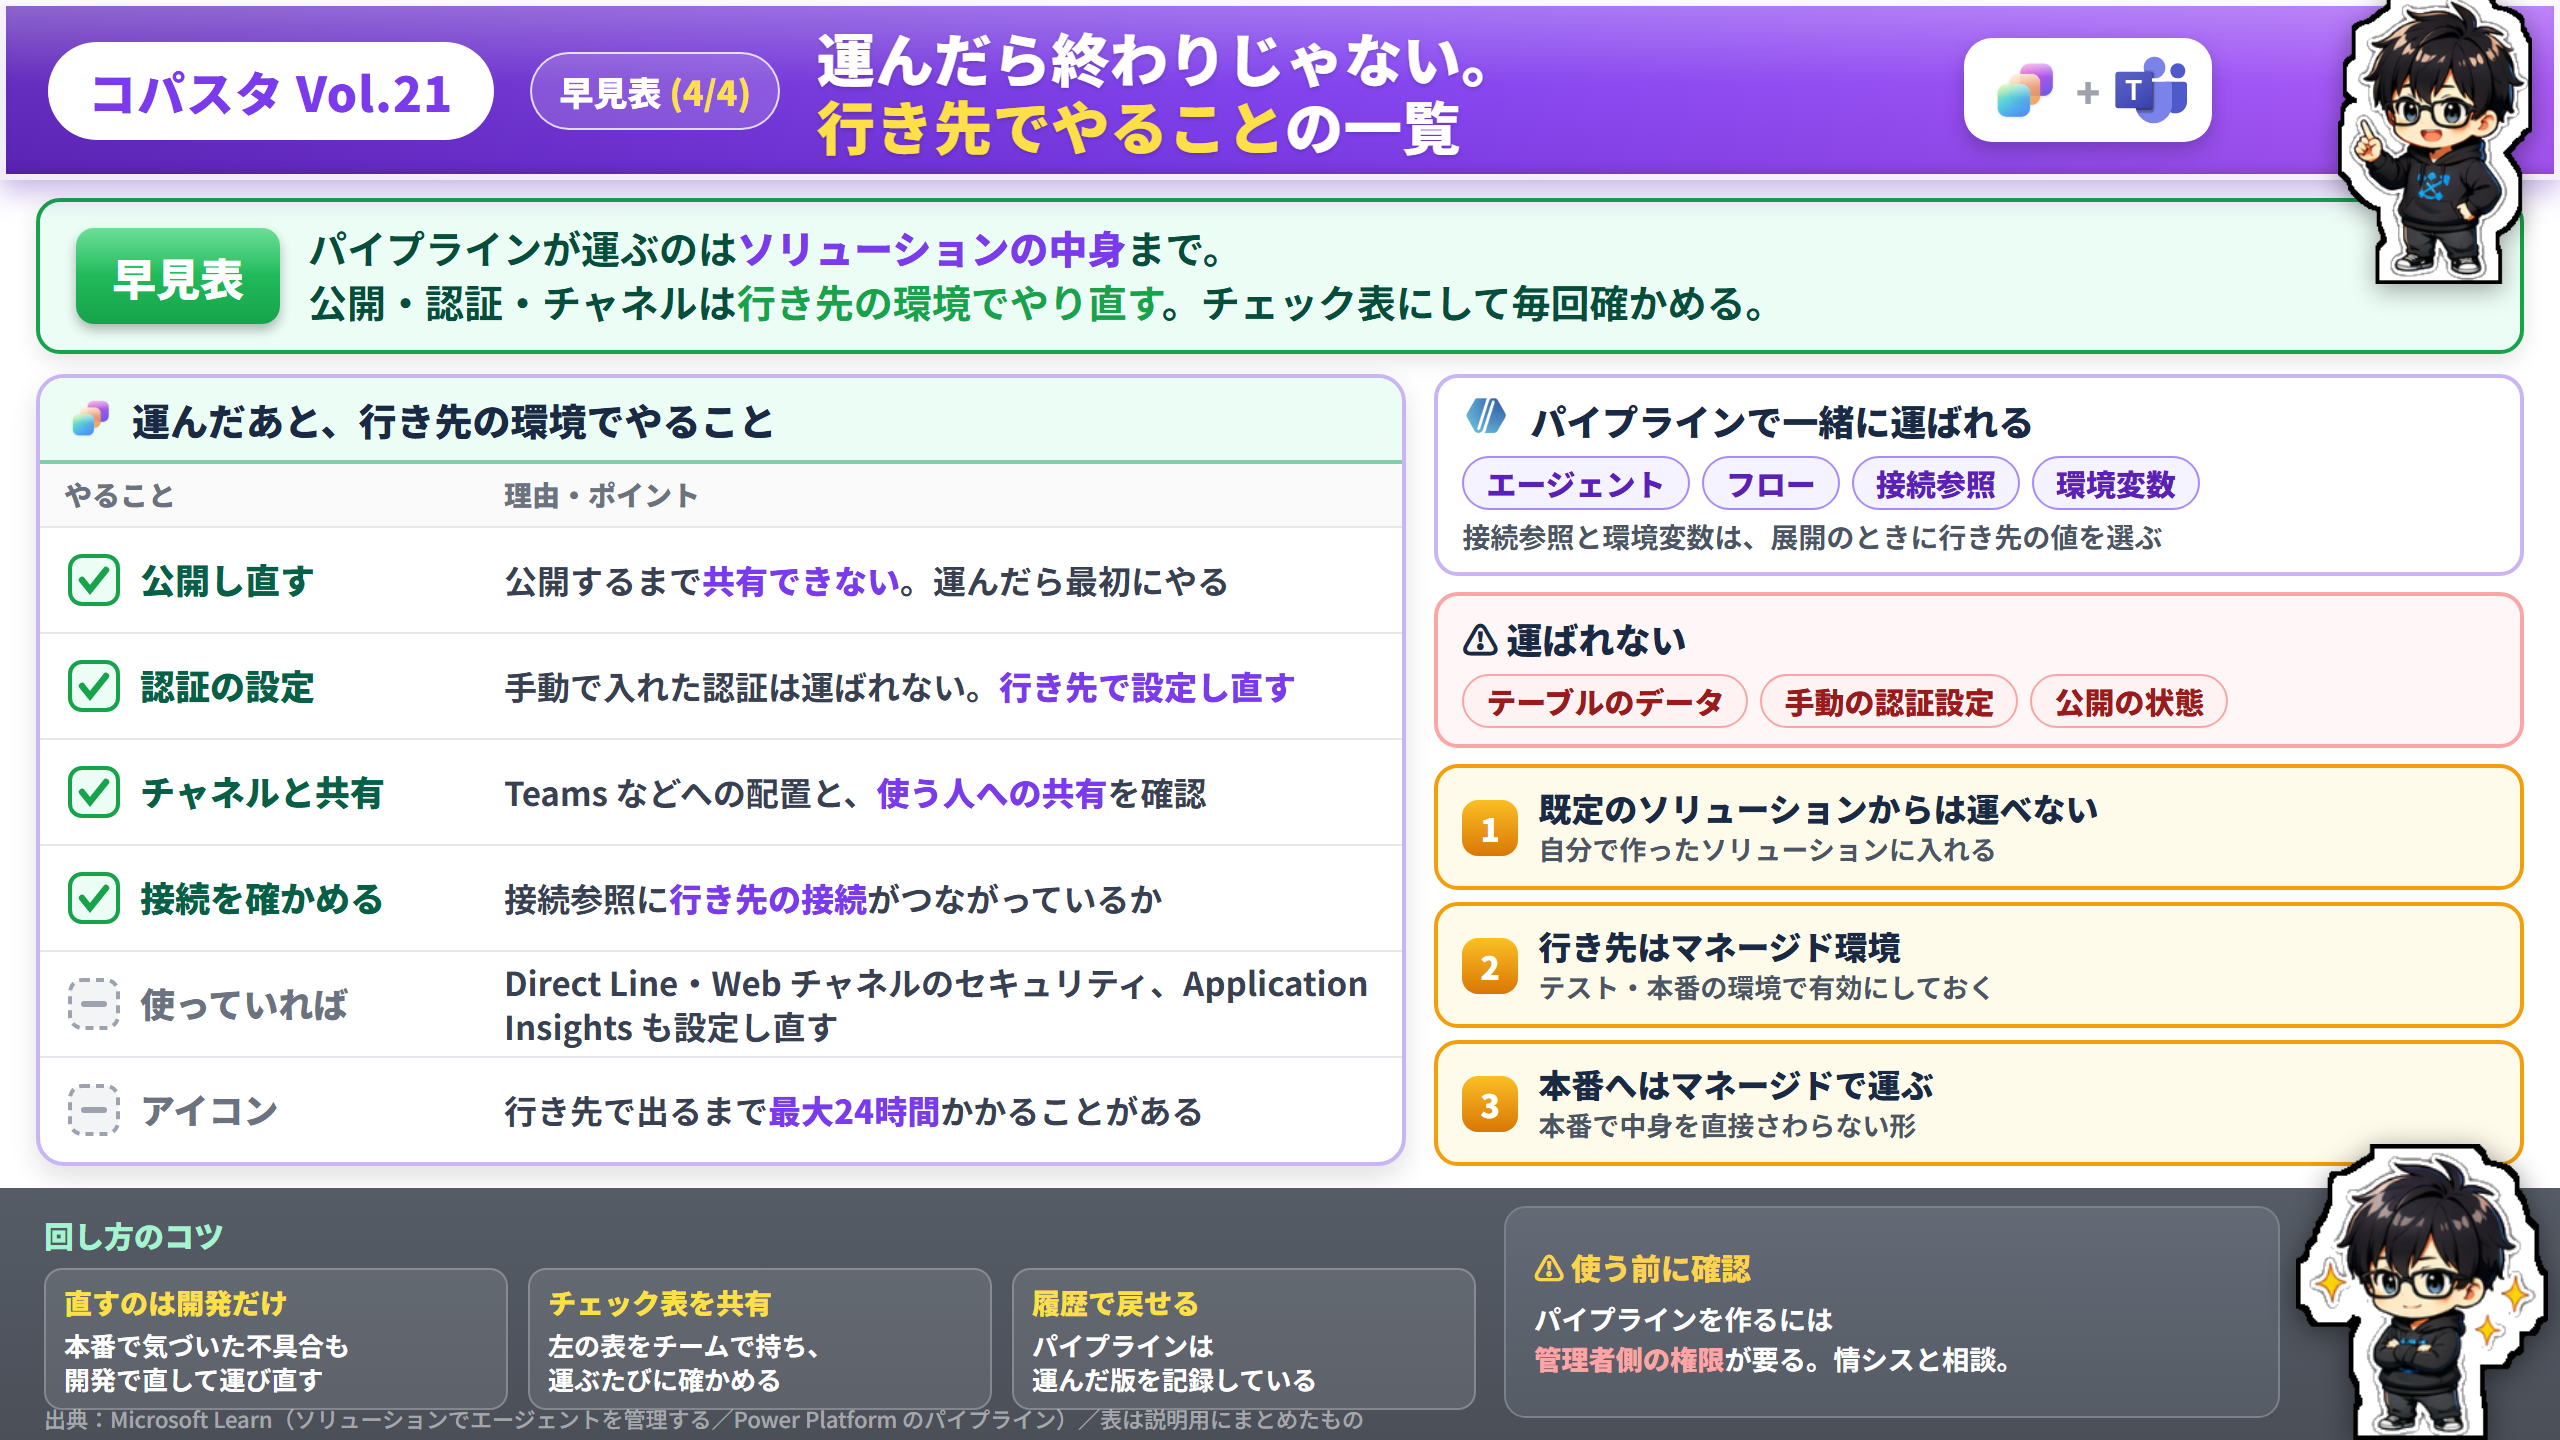 コパスタ Vol.21
早見表 (4/4)
運んだら終わりじゃない。
行き先でやることの一覧
+
T
早見表
パイプラインが運ぶのはソリューションの中身まで。
公開・認証・チャネルは行き先の環境でやり直す。チェック表にして毎回確かめる。
運んだあと、行き先の環境でやること
やること 理由・ポイント
公開し直す 公開するまで共有できない。運んだら最初にやる
認証の設定 手動で入れた認証は運ばれない。行き先で設定し直す
チャネルと共有 Teams などへの配置と、使う人への共有を確認
接続を確かめる 接続参照に行き先の接続がつながっているか
使っていれば Direct Line・Web チャネルのセキュリティ、Application
Insights も設定し直す
アイコン 行き先で出るまで最大24時間かかることがある
パイプラインで一緒に運ばれる
エージェント フロー 接続参照 環境変数
接続参照と環境変数は、展開のときに行き先の値を選ぶ
運ばれない
テーブルのデータ 手動の認証設定 公開の状態
1 既定のソリューションからは運べない
自分で作ったソリューションに入れる
2 行き先はマネージド環境
テスト・本番の環境で有効にしておく
3 本番へはマネージドで運ぶ
本番で中身を直接さわらない形
回し方のコツ
直すのは開発だけ
本番で気づいた不具合も
開発で直して運び直す
チェック表を共有
左の表をチームで持ち、
運ぶたびに確かめる
履歴で戻せる
パイプラインは
運んだ版を記録している
使う前に確認
パイプラインを作るには
管理者側の権限が要る。情シスと相談。
出典：Microsoft Learn（ソリューションでエージェントを管理する／Power Platform のパイプライン）／表は説明用にまとめたもの